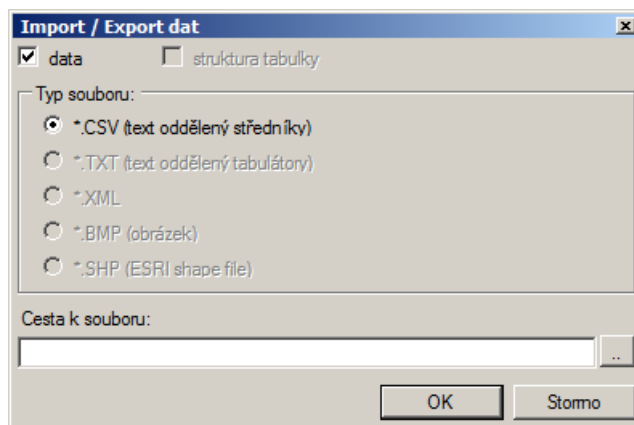 Import / Export dat
data
struktura tabulky
Typ souboru:
*.CSV (text oddělený středníky)
*.TXT (text oddělený tabulátory)
*.XML
*.BMP (obrázek)
*.SHP (ESRI shape file)
Cesta k souboru:
..
OK
Storno